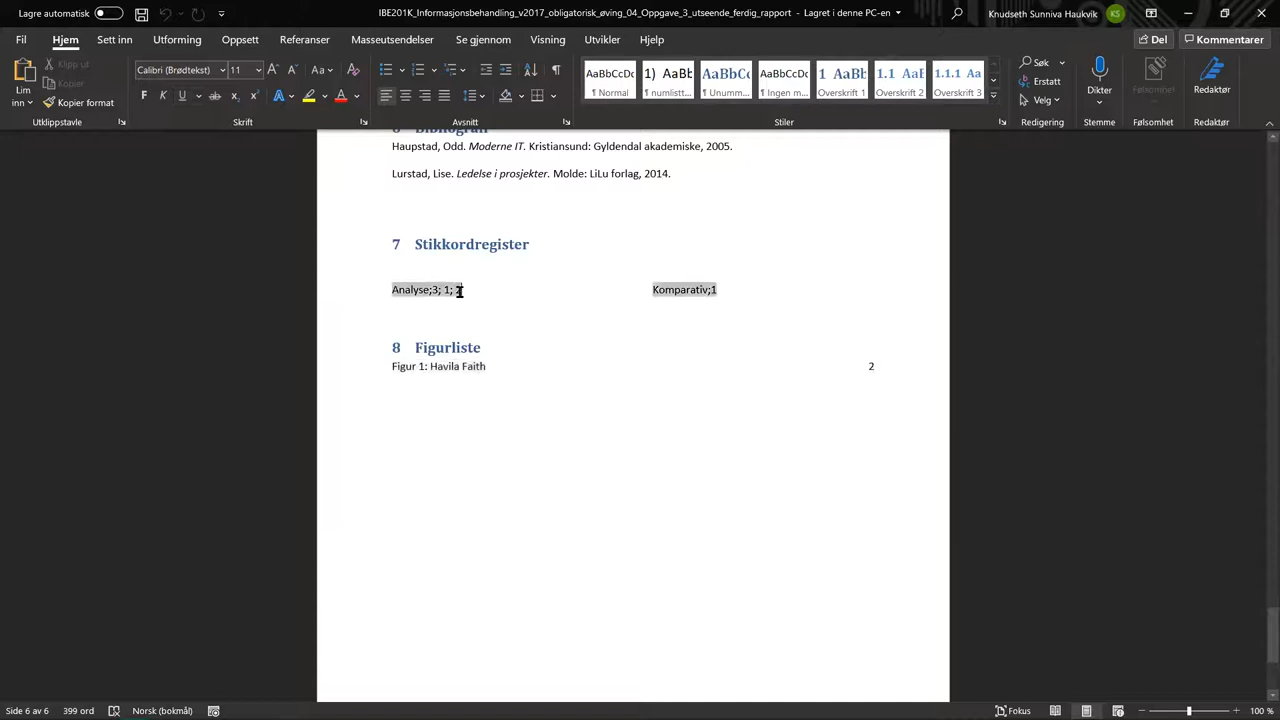 Lagre automatisk
IBE201K_Informasjonsbehandling_v2017_obligatorisk_øving_04_Oppgave_3_utseende_ferdig_rapport - Lagret i denne PC-en
Knudseth Sunniva Haukvik
KS
Fil
Hjem
Sett inn
Utforming
Oppsett
Referanser
Masseutsendelser
Se gjennom
Visning
Utvikler
Hjelp
Del
Kommentarer
Lim
inn
Klipp ut
Kopier
Kopier format
Utklippstavle
Calibri (Brødtekst)
11
F
K
U
Skrift
Avsnitt
AaBbCcDc
¶ Normal
1) AaBb
¶ numlistt...
AaBbCc
¶ Unumm...
AaBbCcDc
¶ Ingen m...
1 AaBb
Overskrift 1
1.1 AaB
Overskrift 2
1.1.1 Aa
Overskrift 3
Stiler
Søk
Erstatt
Velg
Redigering
Dikter
Stemme
Følsomhet
Følsomhet
Redaktør
Redaktør
6 Bibliografi
Haupstad, Odd. Moderne IT. Kristiansund: Gyldendal akademiske, 2005.
Lurstad, Lise. Ledelse i prosjekter. Molde: LiLu forlag, 2014.
7 Stikkordregister
Analyse;3; 1;
Komparativ;1
8 Figurliste
Figur 1: Havila Faith 2
Side 6 av 6
399 ord
Norsk (bokmål)
Fokus
100 %